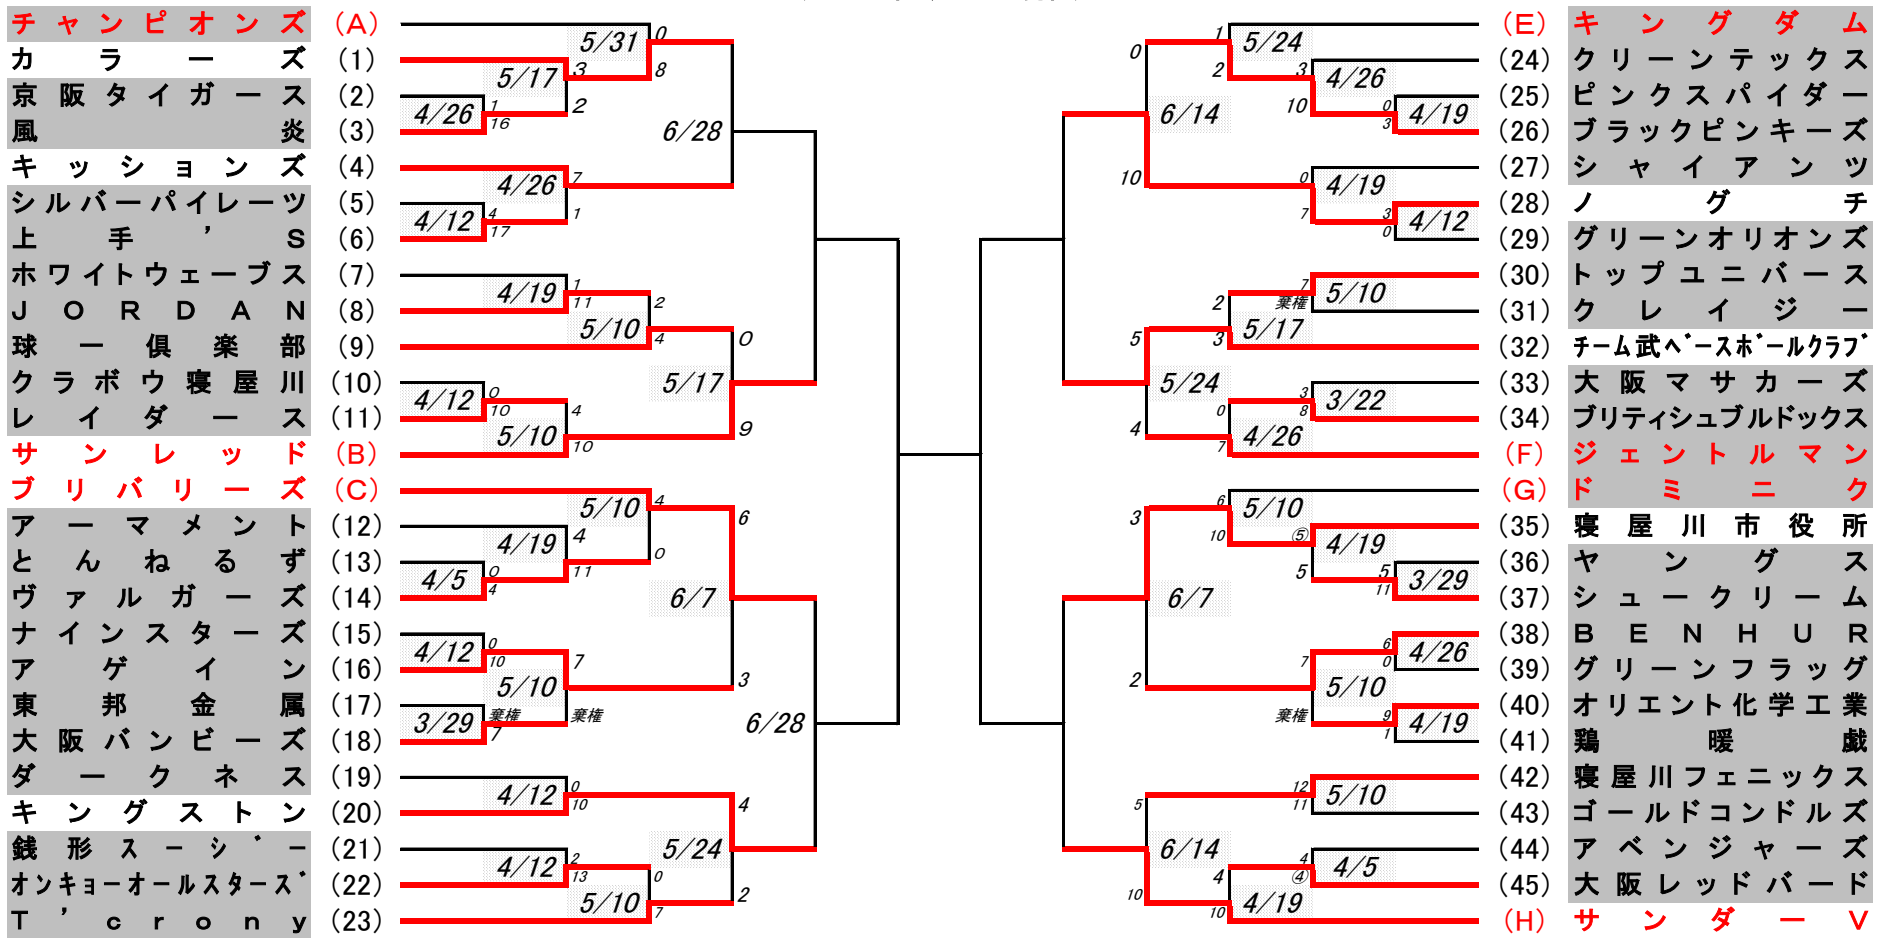 チャンピオンズ (A)
カラーズ (1)
京阪タイガース (2)
風炎 (3)
キッションズ (4)
シルバーパイレーツ (5)
上手'S (6)
ホワイトウェーブス (7)
JORDAN (8)
球一倶楽部 (9)
クラボウ寝屋川 (10)
レイダース (11)
サンレッド (B)
ブリバリーズ (C)
アーマメント (12)
とんねるず (13)
ヴァルガーズ (14)
ナインスターズ (15)
アゲイン (16)
東邦金属 (17)
大阪バンビーズ (18)
ダークネス (19)
キングストン (20)
銭形スージー (21)
オンキョーオールスターズ (22)
T'crony (23)
5/31 0 8
5/17 3 2
4/26 1 16
6/28
4/26 7 1
4/12 4 17
4/19 1 11
5/10 2 4
5/17 0 9
4/12 0 10
5/10 4 10
5/10 4 0
4/19 4 11
4/5 0 4
6/7 6 3
4/12 0 10
5/10 7 棄権
3/29 棄権 7
6/28
4/12 0 10
5/24 4 2
4/12 2 13
5/10 0 7
1 5/24 2
3 4/26 10
0 4/19 3
0 6/14 10
0 4/19 7
3 4/12 0
7 5/10 棄権
2 5/17 3
5 5/24 4
3 3/22 8
0 4/26 7
6 5/10 10
⑤ 4/19 5
5 3/29 11
3 6/7 2
6 4/26 0
7 5/10 棄権
9 4/19 1
12 5/10 11
5 6/14 10
4 4/5 ④
4 4/19 10
(E) キングダム
(24) クリーンテックス
(25) ピンクスパイダー
(26) ブラックピンキーズ
(27) シャイアンツ
(28) ノグチ
(29) グリーンオリオンズ
(30) トップユニバース
(31) クレイジー
(32) チーム武ベースボールクラブ
(33) 大阪マサカーズ
(34) ブリティシュブルドックス
(F) ジェントルマン
(G) ドミニク
(35) 寝屋川市役所
(36) ヤングス
(37) シュークリーム
(38) BENHUR
(39) グリーンフラッグ
(40) オリエント化学工業
(41) 鶏暖戯
(42) 寝屋川フェニックス
(43) ゴールドコンドルズ
(44) アベンジャーズ
(45) 大阪レッドバード
(H) サンダーV